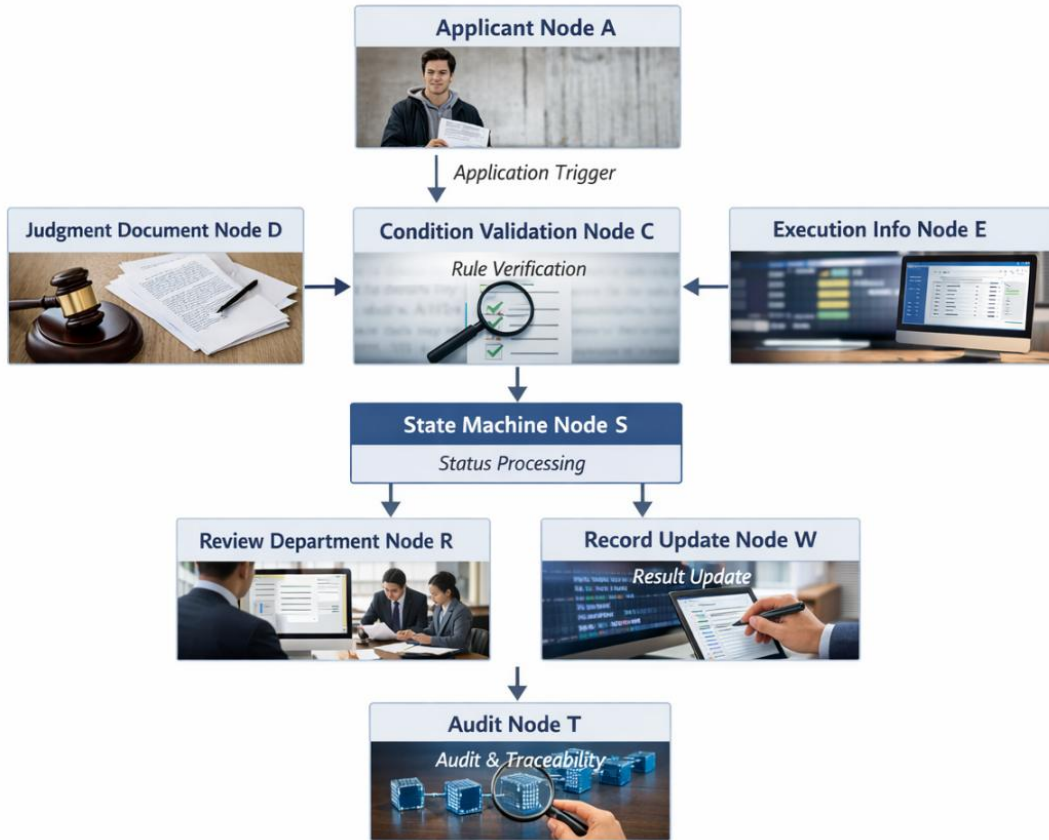 Applicant Node A
Application Trigger
Judgment Document Node D
Condition Validation Node C
Rule Verification
Execution Info Node E
State Machine Node S
Status Processing
Review Department Node R
Record Update Node W
Result Update
Audit Node T
Audit & Traceability